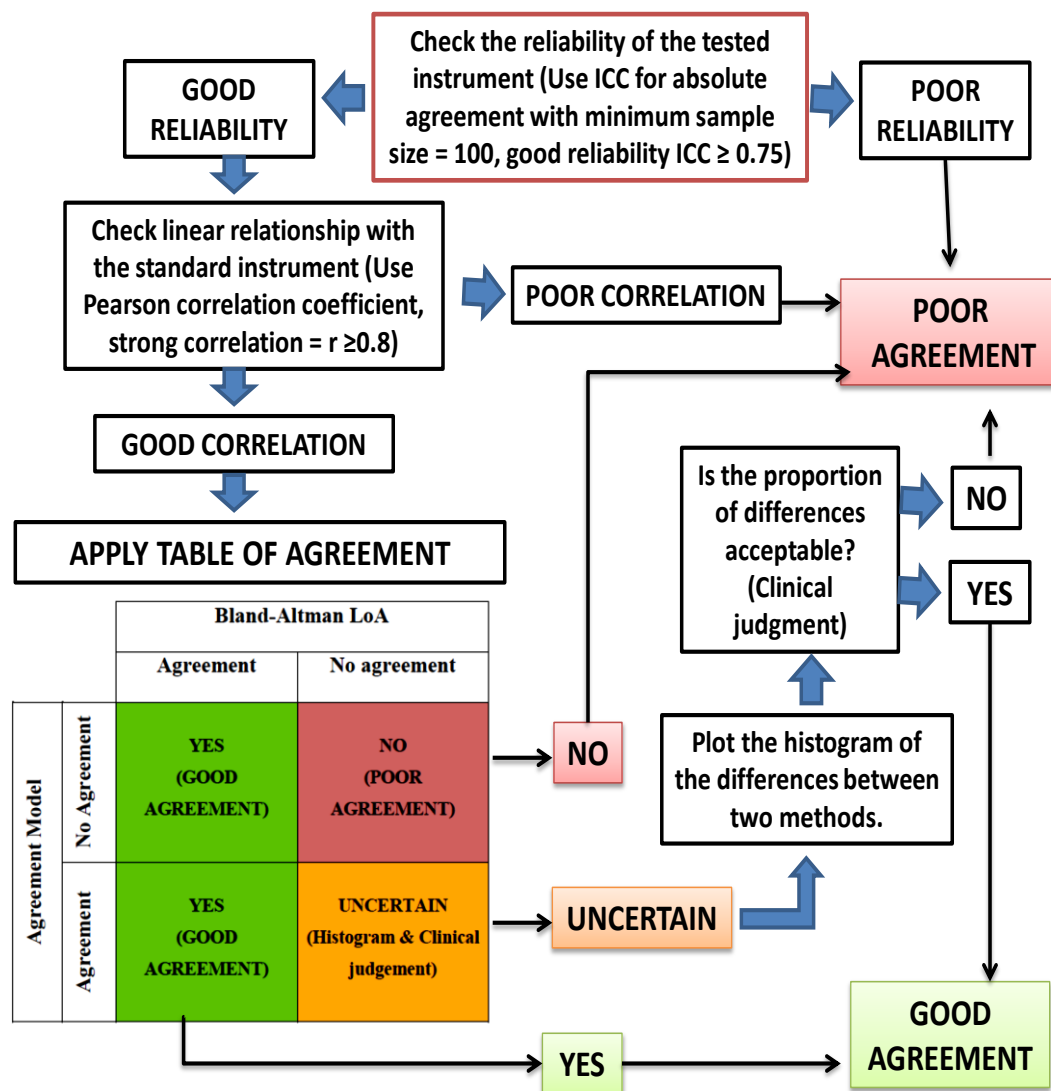 Check the reliability of the tested
instrument (Use ICC for absolute
agreement with minimum sample
size = 100, good reliability ICC ≥ 0.75)
GOOD
RELIABILITY
POOR
RELIABILITY
Check linear relationship with
the standard instrument (Use
Pearson correlation coefficient,
strong correlation = r ≥0.8)
POOR CORRELATION
POOR
AGREEMENT
GOOD CORRELATION
APPLY TABLE OF AGREEMENT
Is the proportion
of differences
acceptable?
(Clinical
judgment)
NO
YES
Bland-Altman LoA
Agreement
No agreement
Agreement Model
No Agreement
YES
(GOOD
AGREEMENT)
NO
(POOR
AGREEMENT)
Agreement
YES
(GOOD
AGREEMENT)
UNCERTAIN
(Histogram & Clinical
judgement)
NO
Plot the histogram of
the differences between
two methods.
UNCERTAIN
YES
GOOD
AGREEMENT